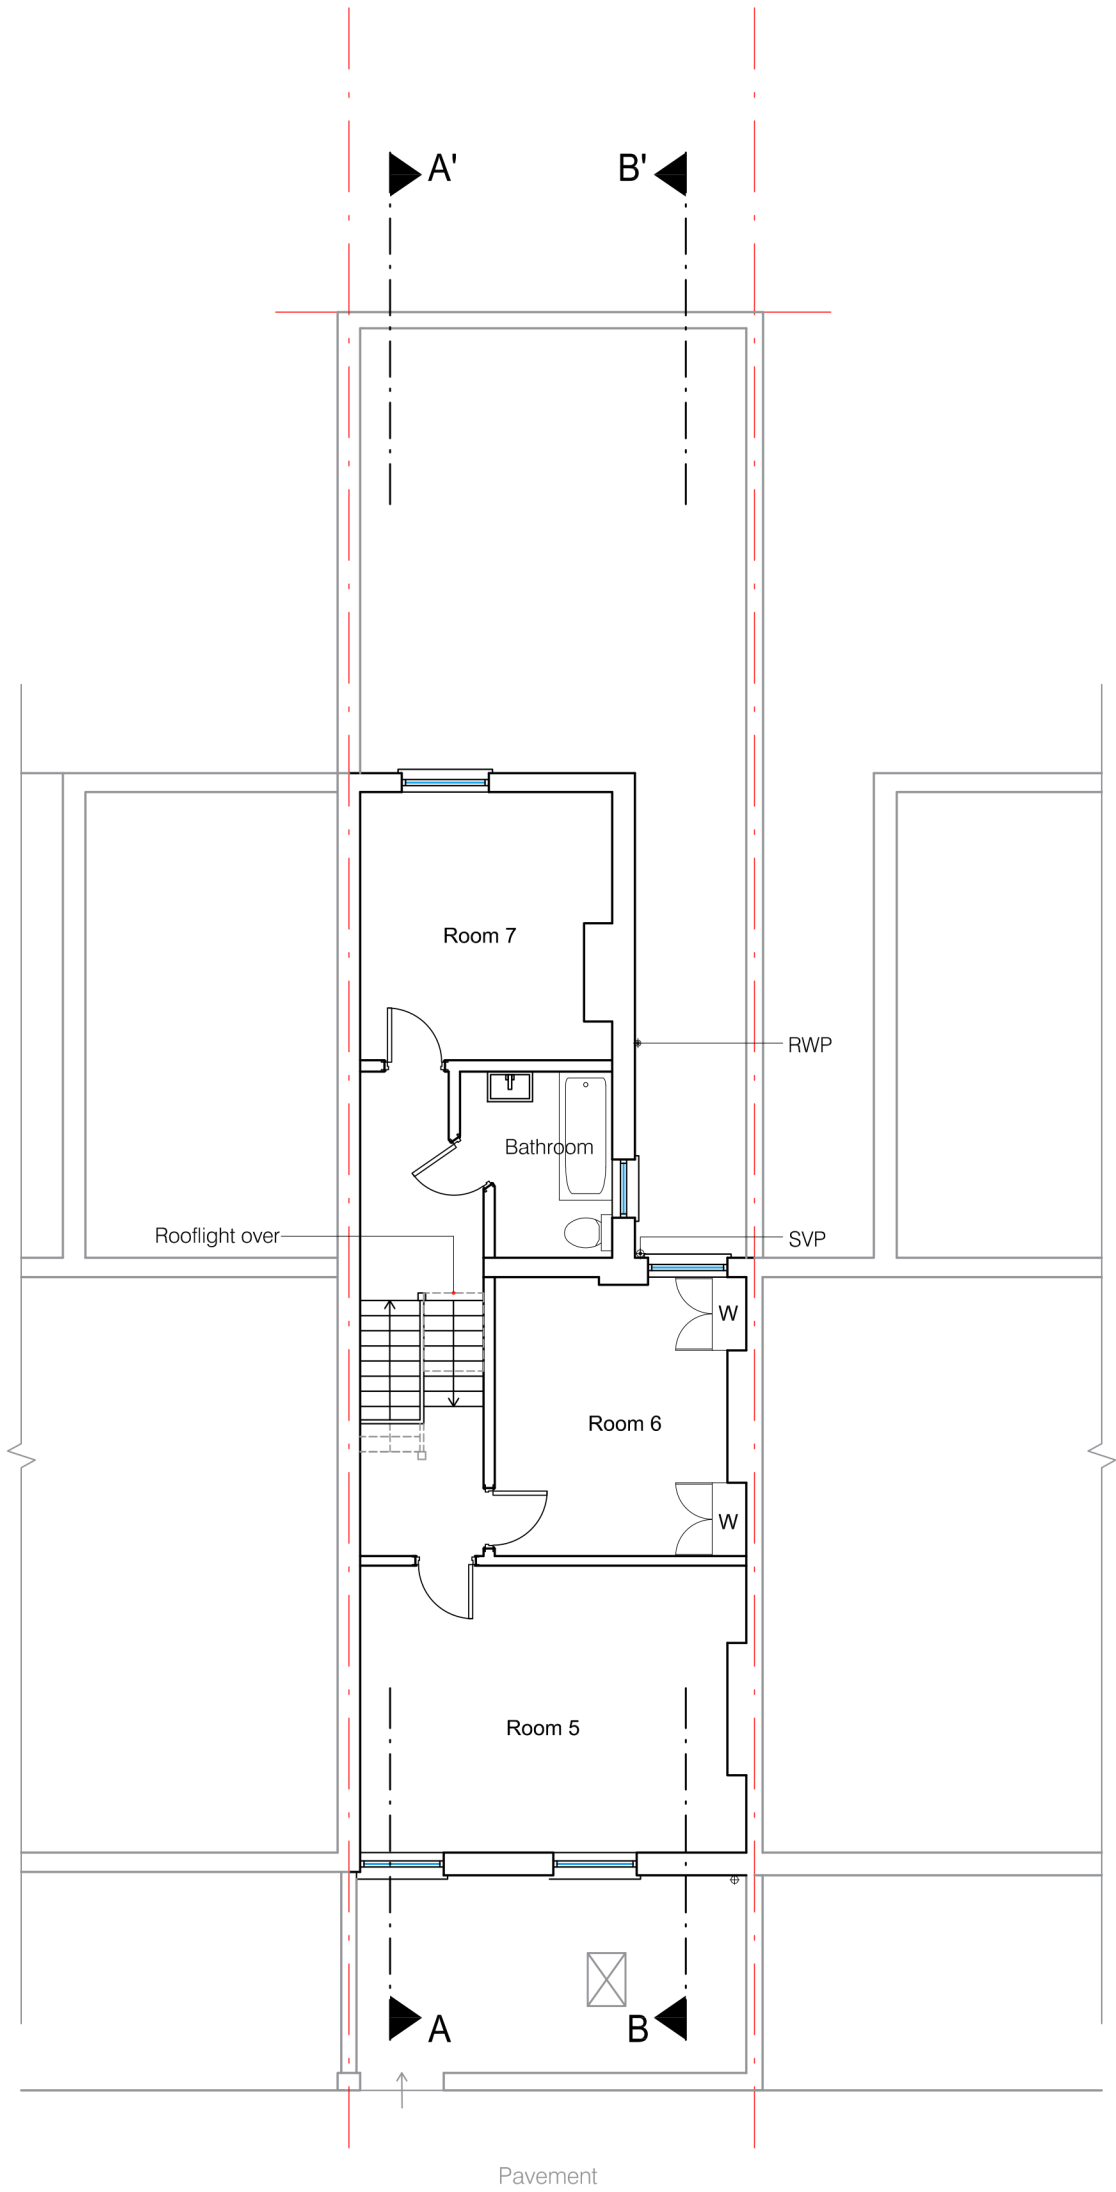 A'
B'
Room 7
RWP
Bathroom
Rooflight over
SVP
W
Room 6
W
Room 5
A
B
Pavement